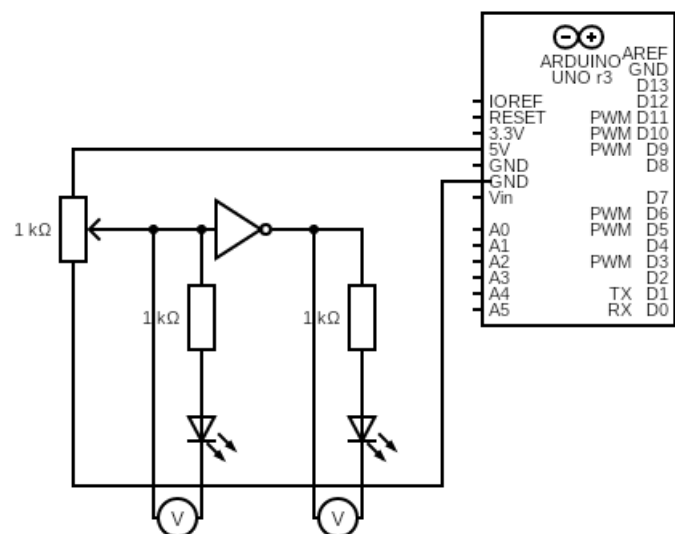 AREF
ARDUINO
GND
UNO r3
D13
IOREF
D12
RESET
PWM D11
3.3V
PWM D10
5V
PWM D9
GND
D8
GND
Vin
D7
PWM D6
A0
PWM D5
A1
D4
A2
PWM D3
A3
D2
A4
TX D1
A5
RX D0
1 kΩ
1 kΩ
1 kΩ
V
V